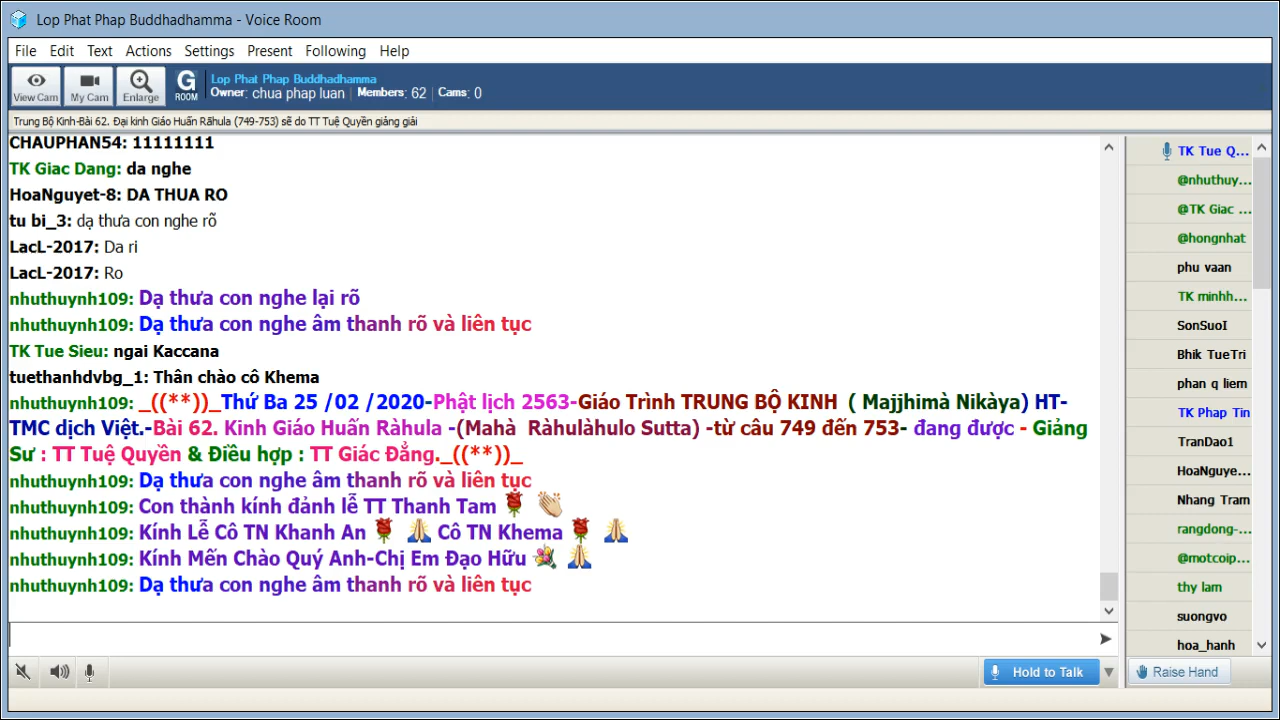 Lop Phat Phap Buddhadhamma - Voice Room
File Edit Text Actions Settings Present Following Help
View Cam My Cam Enlarge G ROOM
Lop Phat Phap Buddhadhamma
Owner: chua phap luan Members: 62 Cams: 0
Trung Bộ Kinh-Bài 62. Đại kinh Giáo Huấn Rāhula (749-753) sẽ do TT Tuệ Quyền giảng giải
CHAUPHAN54: 11111111
TK Giac Dang: da nghe
HoaNguyet-8: DA THUA RO
tu bi_3: dạ thưa con nghe rõ
LacL-2017: Da ri
LacL-2017: Ro
nhuthuynh109: Dạ thưa con nghe lại rõ
nhuthuynh109: Dạ thưa con nghe âm thanh rõ và liên tục
TK Tue Sieu: ngai Kaccana
tuethanhdvbg_1: Thân chào cô Khema
nhuthuynh109: _((**))_Thứ Ba 25 /02 /2020-Phật lịch 2563-Giáo Trình TRUNG BỘ KINH ( Majjhimà Nikàya) HT-
TMC dịch Việt.-Bài 62. Kinh Giáo Huấn Ràhula -(Mahà Ràhulàhulo Sutta) -từ câu 749 đến 753- đang được - Giảng
Sư : TT Tuệ Quyền & Điều hợp : TT Giác Đẳng._((**))_
nhuthuynh109: Dạ thưa con nghe âm thanh rõ và liên tục
nhuthuynh109: Con thành kính đảnh lễ TT Thanh Tam 🌹 👏🏻
nhuthuynh109: Kính Lễ Cô TN Khanh An 🌹 🙏🏻 Cô TN Khema 🌹 🙏🏻
nhuthuynh109: Kính Mến Chào Quý Anh-Chị Em Đạo Hữu 💐 🙏🏻
nhuthuynh109: Dạ thưa con nghe âm thanh rõ và liên tục
TK Tue Q...
@nhuthuy...
@TK Giac ...
@hongnhat
phu vaan
TK minhh...
SonSuoI
Bhik TueTri
phan q liem
TK Phap Tin
TranDao1
HoaNguye...
Nhang Tram
rangdong-...
@motcoip...
thy lam
suongvo
hoa_hanh
Hold to Talk
Raise Hand